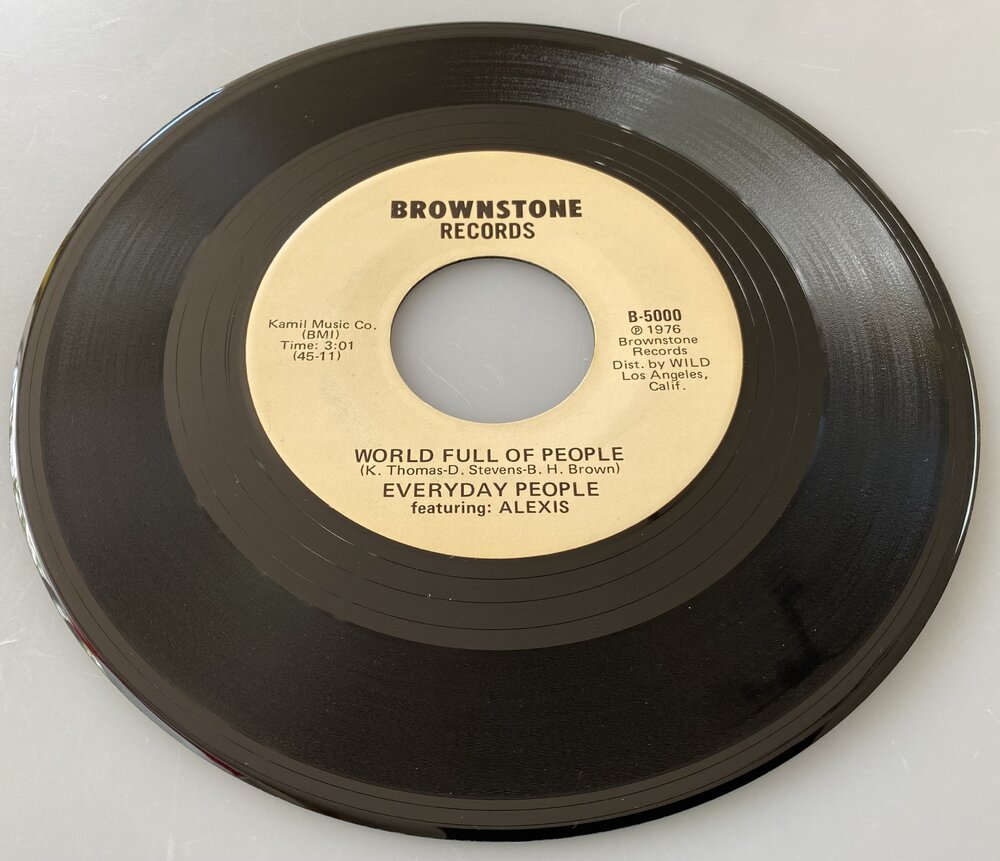 BROWNSTONE
RECORDS
Kamil Music Co.
(BMI)
Time: 3:01
(45-11)
B-5000
℗ 1976
Brownstone
Records
Dist. by WILD
Los Angeles,
Calif.
WORLD FULL OF PEOPLE
(K. Thomas-D. Stevens-B. H. Brown)
EVERYDAY PEOPLE
featuring: ALEXIS